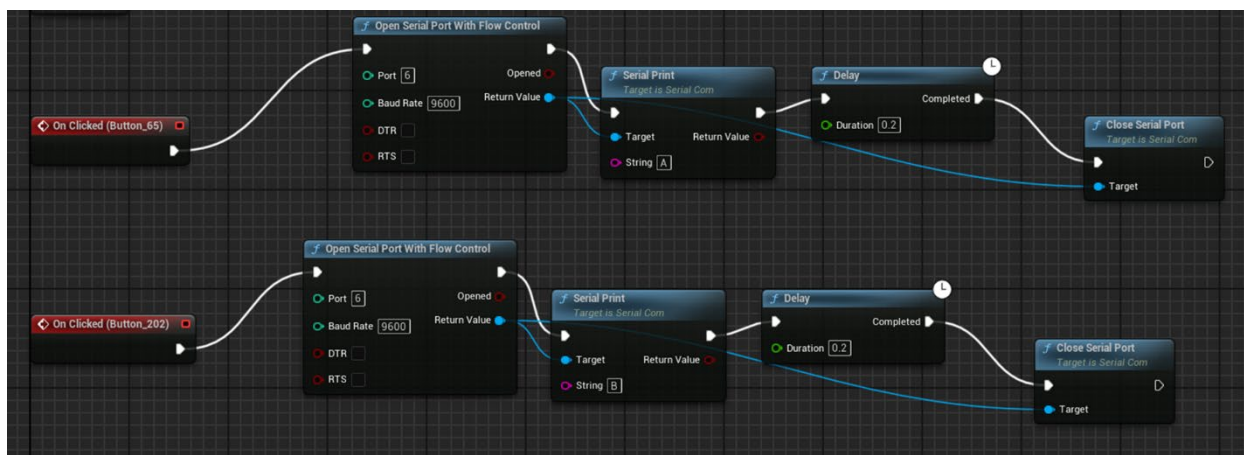 Open Serial Port With Flow Control
Port 6
Opened
Baud Rate 9600
Return Value
DTR
RTS
On Clicked (Button_65)
Serial Print
Target is Serial Com
Target
Return Value
String A
Delay
Completed
Duration 0.2
Close Serial Port
Target is Serial Com
Target
Open Serial Port With Flow Control
Port 6
Opened
Baud Rate 9600
Return Value
DTR
RTS
On Clicked (Button_202)
Serial Print
Target is Serial Com
Target
Return Value
String B
Delay
Completed
Duration 0.2
Close Serial Port
Target is Serial Com
Target